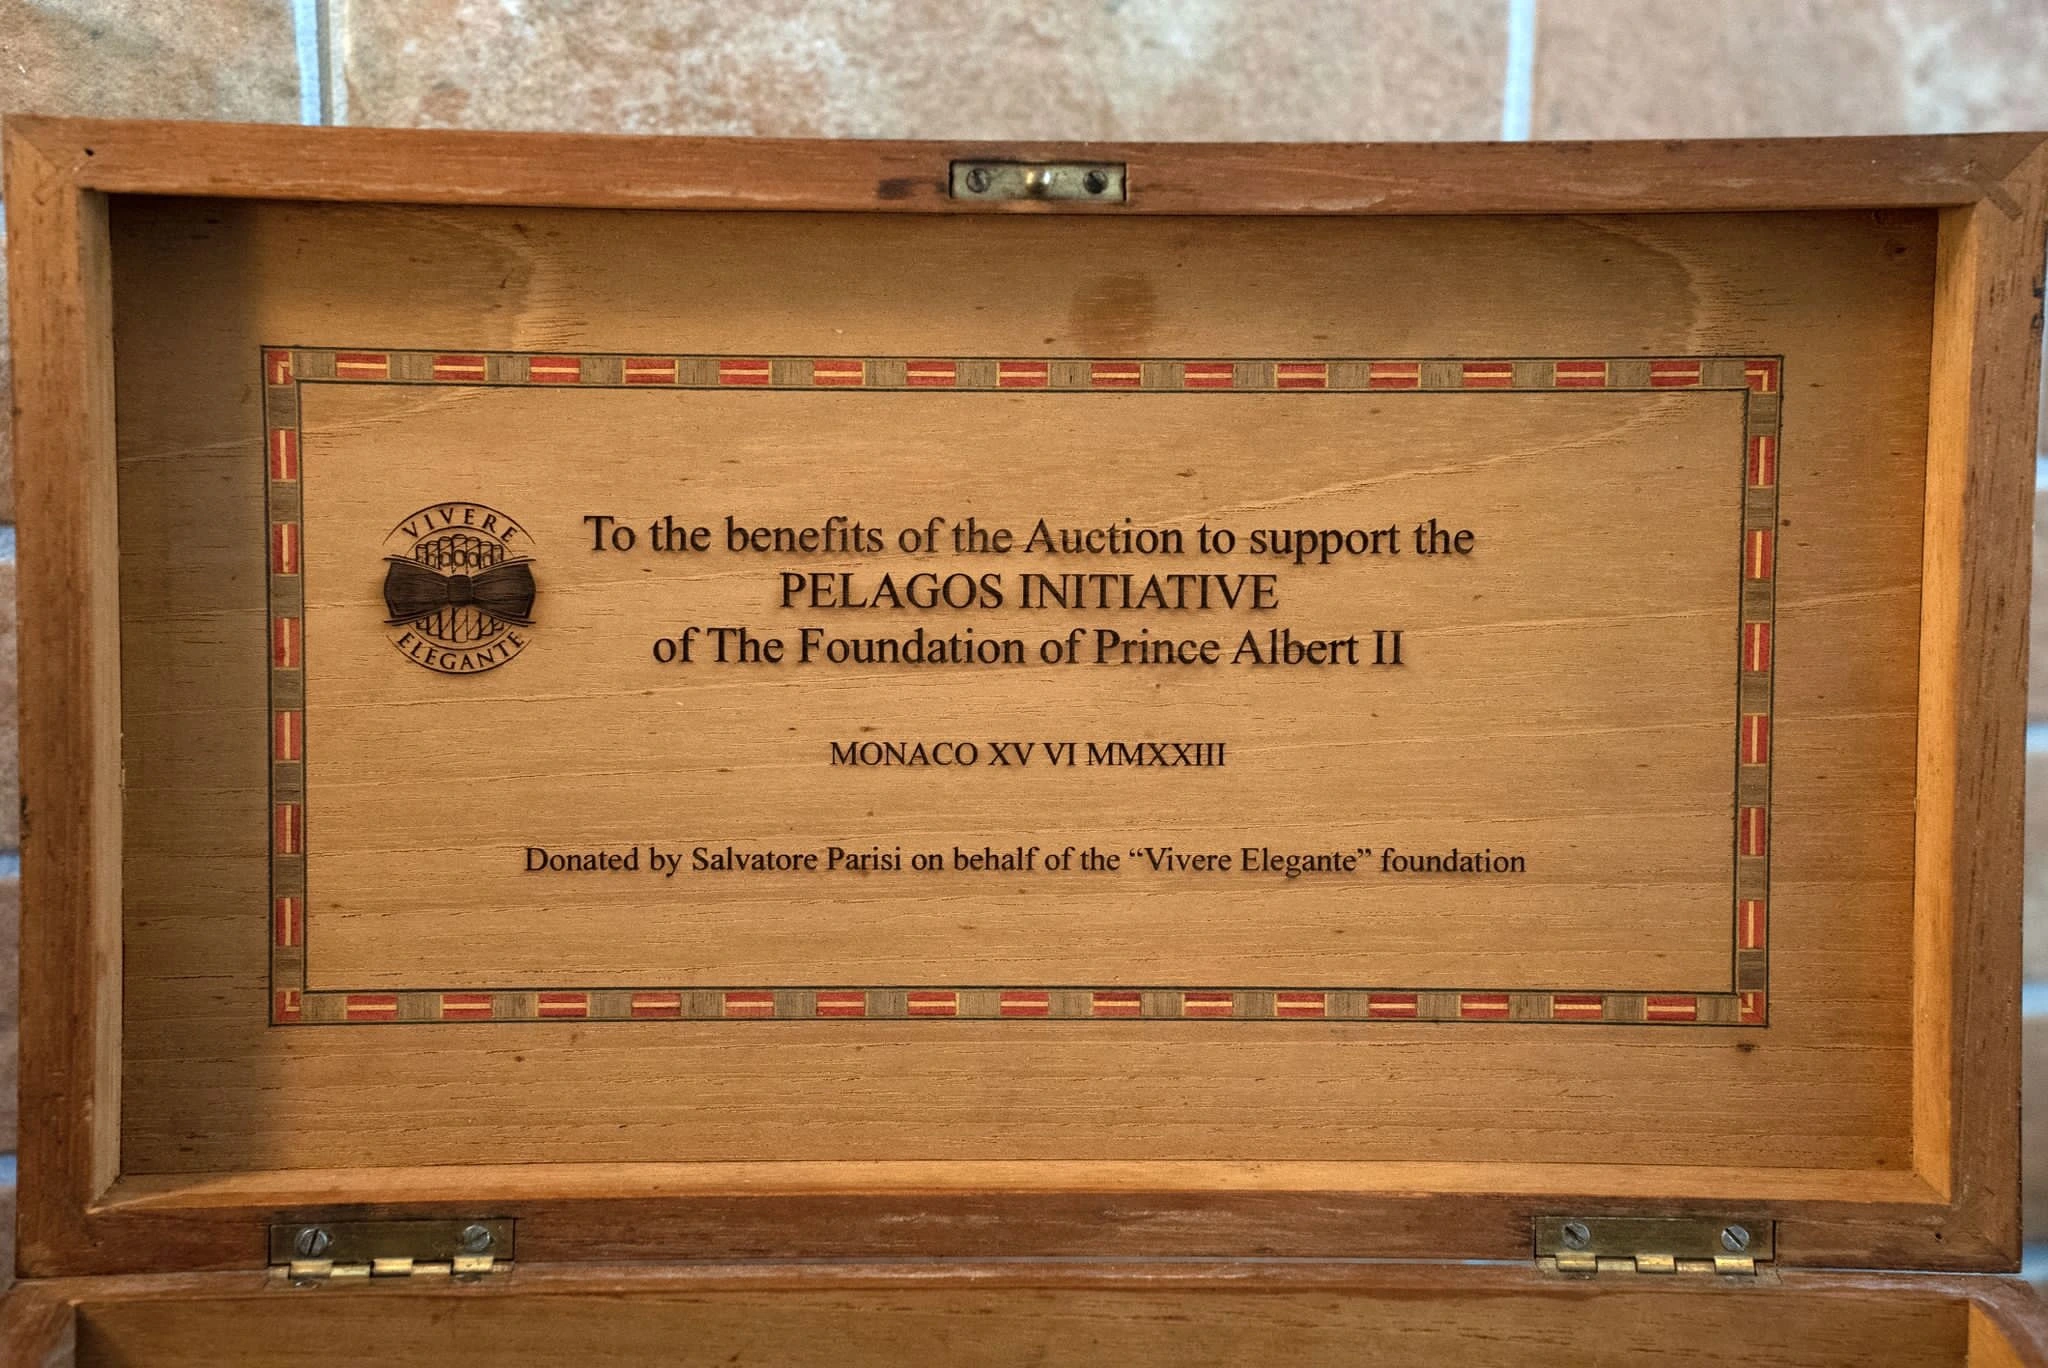 VIVERE
ELEGANTE
To the benefits of the Auction to support the
PELAGOS INITIATIVE
of The Foundation of Prince Albert II
MONACO XV VI MMXXIII
Donated by Salvatore Parisi on behalf of the “Vivere Elegante” foundation